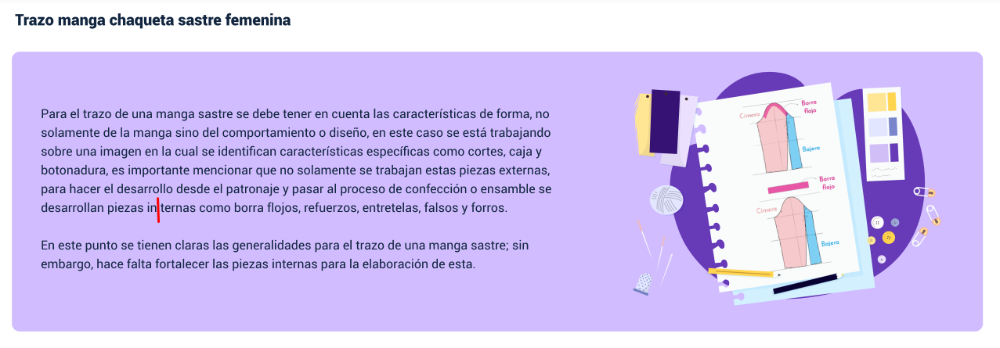 Trazo manga chaqueta sastre femenina
Para el trazo de una manga sastre se debe tener en cuenta las características de forma, no
solamente de la manga sino del comportamiento o diseño, en este caso se está trabajando
sobre una imagen en la cual se identifican características específicas como cortes, caja y
botonadura, es importante mencionar que no solamente se trabajan estas piezas externas,
para hacer el desarrollo desde el patronaje y pasar al proceso de confección o ensamble se
desarrollan piezas internas como borra flojos, refuerzos, entretelas, falsos y forros.
En este punto se tienen claras las generalidades para el trazo de una manga sastre; sin
embargo, hace falta fortalecer las piezas internas para la elaboración de esta.
Borra
flojo
Cimera
Bajera
Borra
flojo
Cimera
Bajera